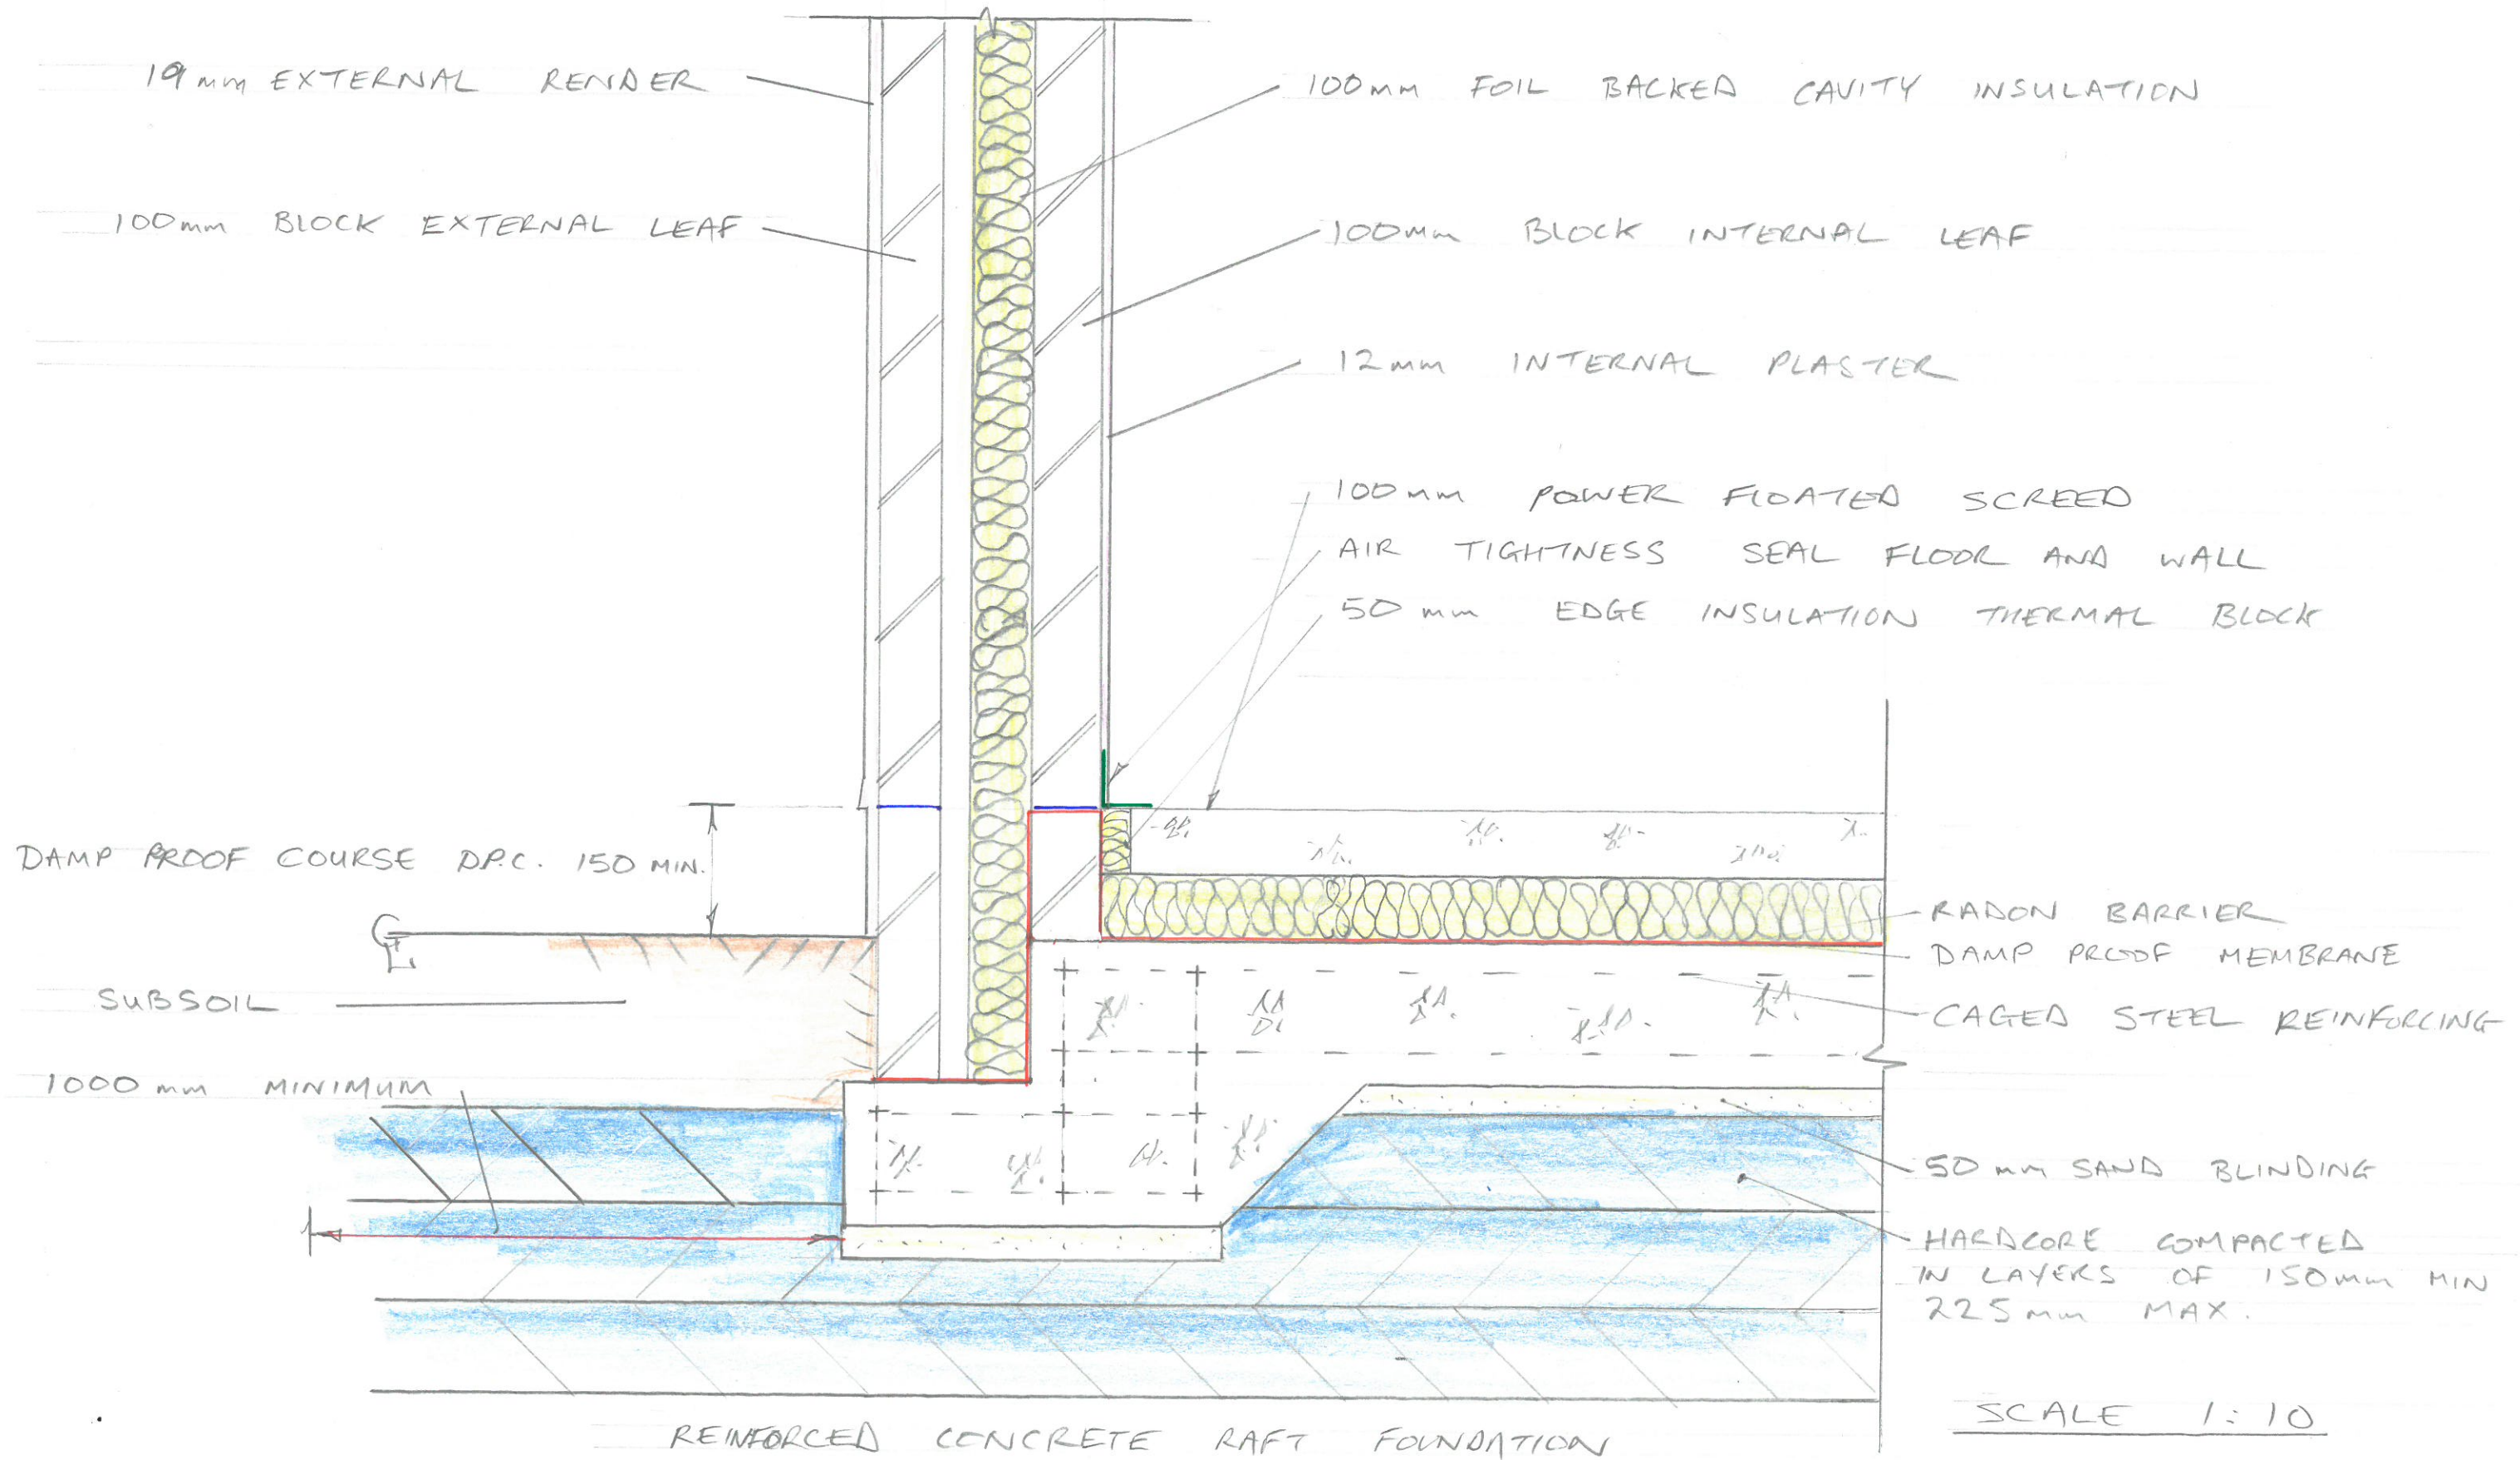 19mm EXTERNAL RENDER
100mm BLOCK EXTERNAL LEAF
100mm FOIL BACKED CAVITY INSULATION
100mm BLOCK INTERNAL LEAF
12mm INTERNAL PLASTER
100mm POWER FLOATED SCREED
AIR TIGHTNESS SEAL FLOOR AND WALL
50 mm EDGE INSULATION THERMAL BLOCK
DAMP PROOF COURSE D.P.C. 150 MIN.
GL
SUBSOIL
1000 mm MINIMUM
RADON BARRIER
DAMP PROOF MEMBRANE
CAGED STEEL REINFORCING
50mm SAND BLINDING
HARDCORE COMPACTED
IN LAYERS OF 150mm MIN
225mm MAX.
REINFORCED CONCRETE RAFT FOUNDATION
SCALE 1:10